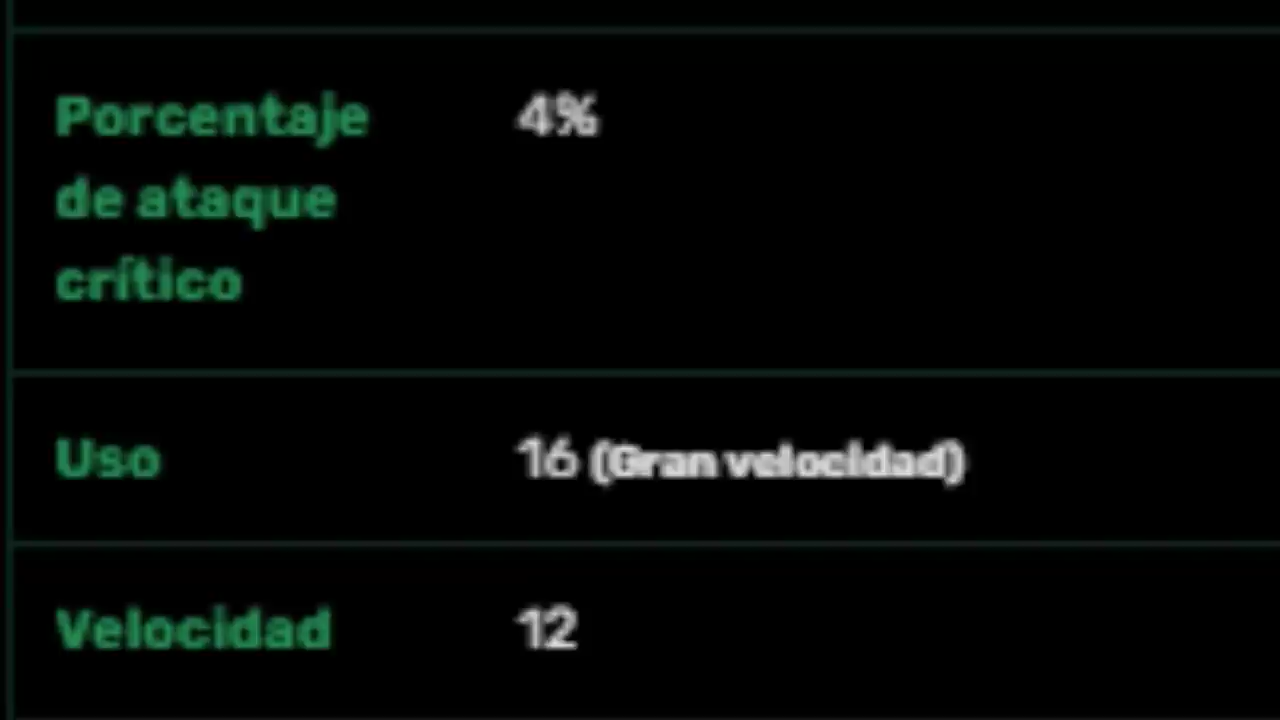 Porcentaje 4%
de ataque
crítico
Uso 16 (Gran velocidad)
Velocidad 12